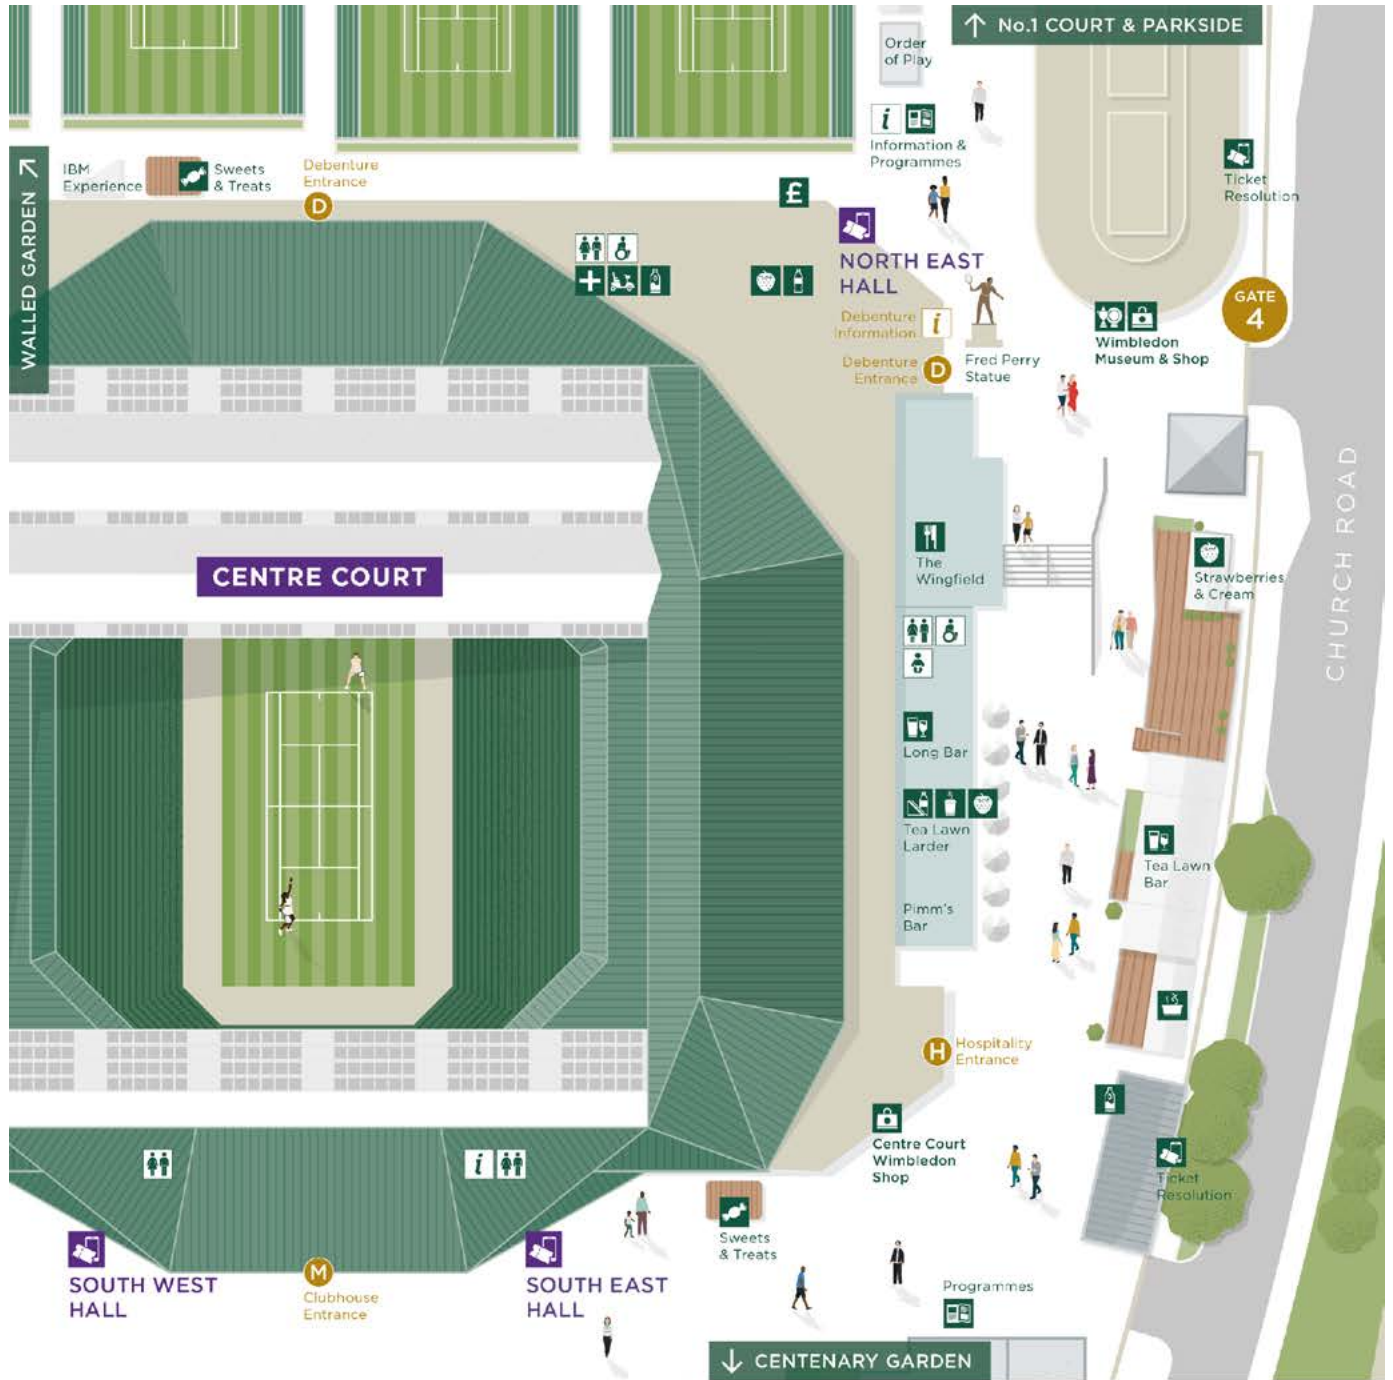 ↑ No.1 COURT & PARKSIDE
Order
of Play
i
Information &
Programmes
Ticket
Resolution
WALLED GARDEN ↗
IBM
Experience
Sweets
& Treats
Debenture
Entrance
D
£
NORTH EAST
HALL
Debenture
Information
i
Debenture
Entrance
D
Fred Perry
Statue
Wimbledon
Museum & Shop
GATE
4
CHURCH ROAD
CENTRE COURT
The
Wingfield
Strawberries
& Cream
Long Bar
Tea Lawn
Larder
Tea Lawn
Bar
Pimm's
Bar
H
Hospitality
Entrance
Centre Court
Wimbledon
Shop
Ticket
Resolution
i
Sweets
& Treats
SOUTH WEST
HALL
M
Clubhouse
Entrance
SOUTH EAST
HALL
Programmes
↓ CENTENARY GARDEN